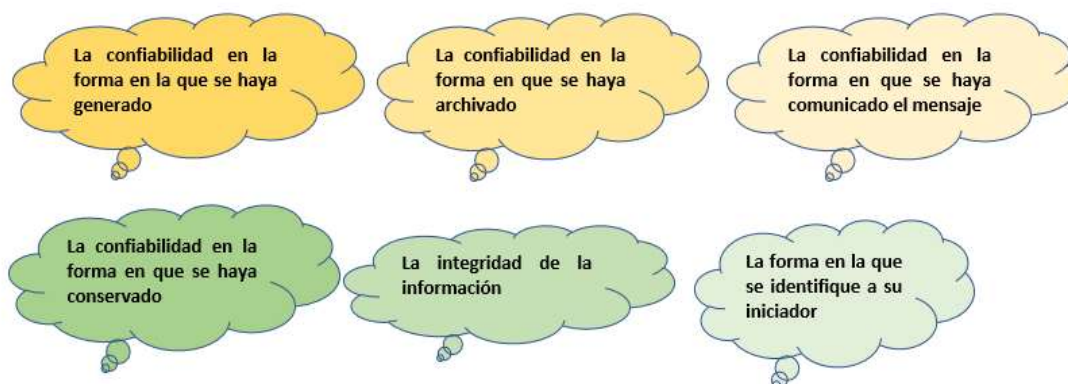 La confiabilidad en la
forma en la que se haya
generado
La confiabilidad en la
forma en que se haya
archivado
La confiabilidad en la
forma en que se haya
comunicado el mensaje
La confiabilidad en la
forma en que se haya
conservado
La integridad de la
información
La forma en la que
se identifique a su
iniciador